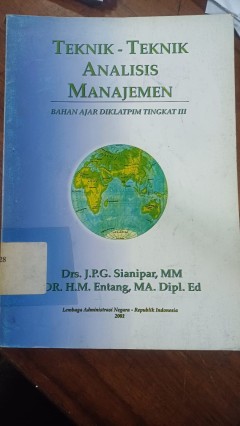 TEKNIK - TEKNIK
ANALISIS
MANAJEMEN
BAHAN AJAR DIKLATPIM TINGKAT III
28
Drs. J.P.G. Sianipar, MM
DR. H.M. Entang, MA. Dipl. Ed
Lembaga Administrasi Negara - Republik Indonesia
2003